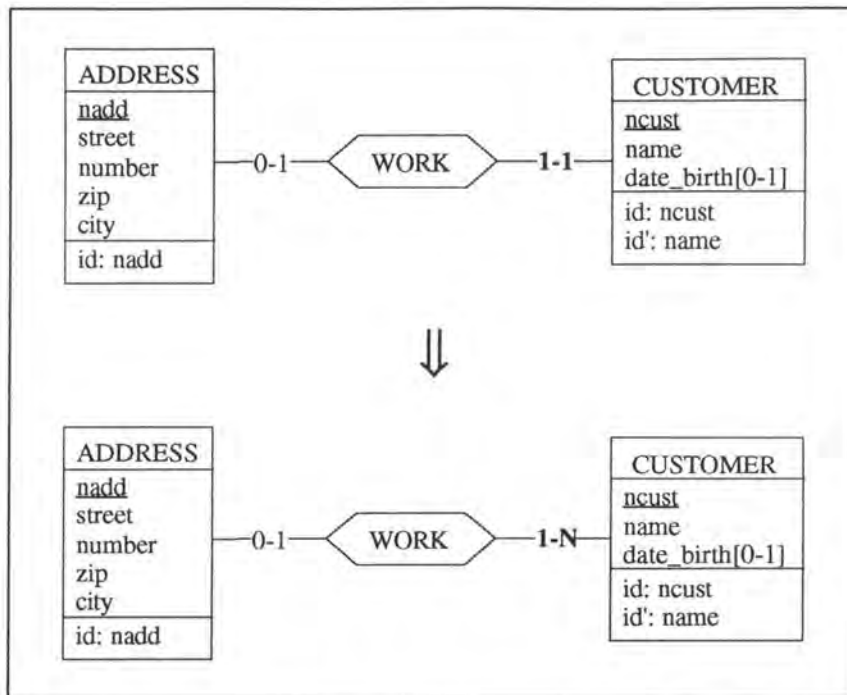 ADDRESS
nadd
street
number
zip
city
id: nadd
0-1
WORK
1-1
CUSTOMER
ncust
name
date_birth[0-1]
id: ncust
id': name
⇓
ADDRESS
nadd
street
number
zip
city
id: nadd
0-1
WORK
1-N
CUSTOMER
ncust
name
date_birth[0-1]
id: ncust
id': name